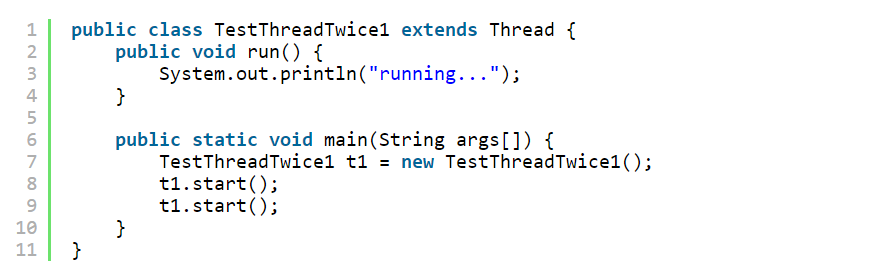 1 public class TestThreadTwice1 extends Thread {
2     public void run() {
3         System.out.println("running...");
4     }
5
6     public static void main(String args[]) {
7         TestThreadTwice1 t1 = new TestThreadTwice1();
8         t1.start();
9         t1.start();
10     }
11 }